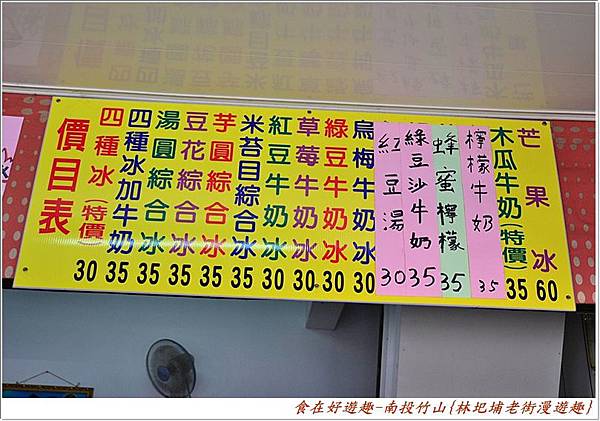 價目表
四種冰(特價) 30
四種冰加牛奶 35
湯圓綜合冰 35
豆花綜合冰 35
芋圓綜合冰 35
米苔目綜合冰 35
紅豆牛奶冰 30
草莓牛奶冰 30
綠豆牛奶冰 30
烏梅牛奶冰 30
紅豆湯 30
綠豆沙牛奶 35
蜂蜜檸檬 35
檸檬牛奶 35
木瓜牛奶(特價) 35
芒果冰 60
食在好遊趣-南投竹山{林圯埔老街漫遊趣}